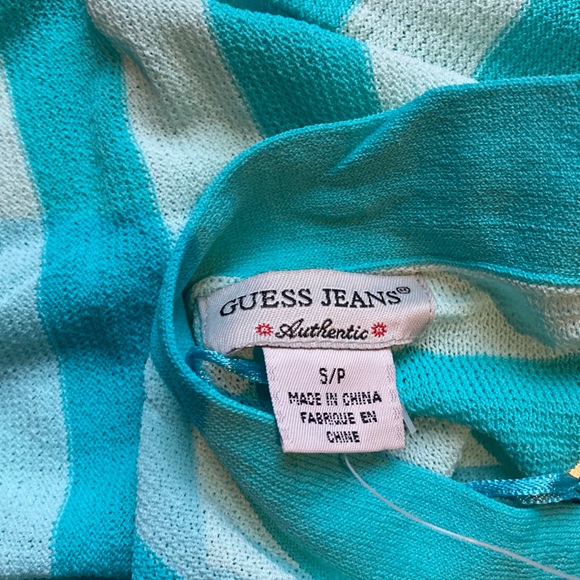 GUESS JEANS®
Authentic
S/P
MADE IN CHINA
FABRIQUE EN
CHINE